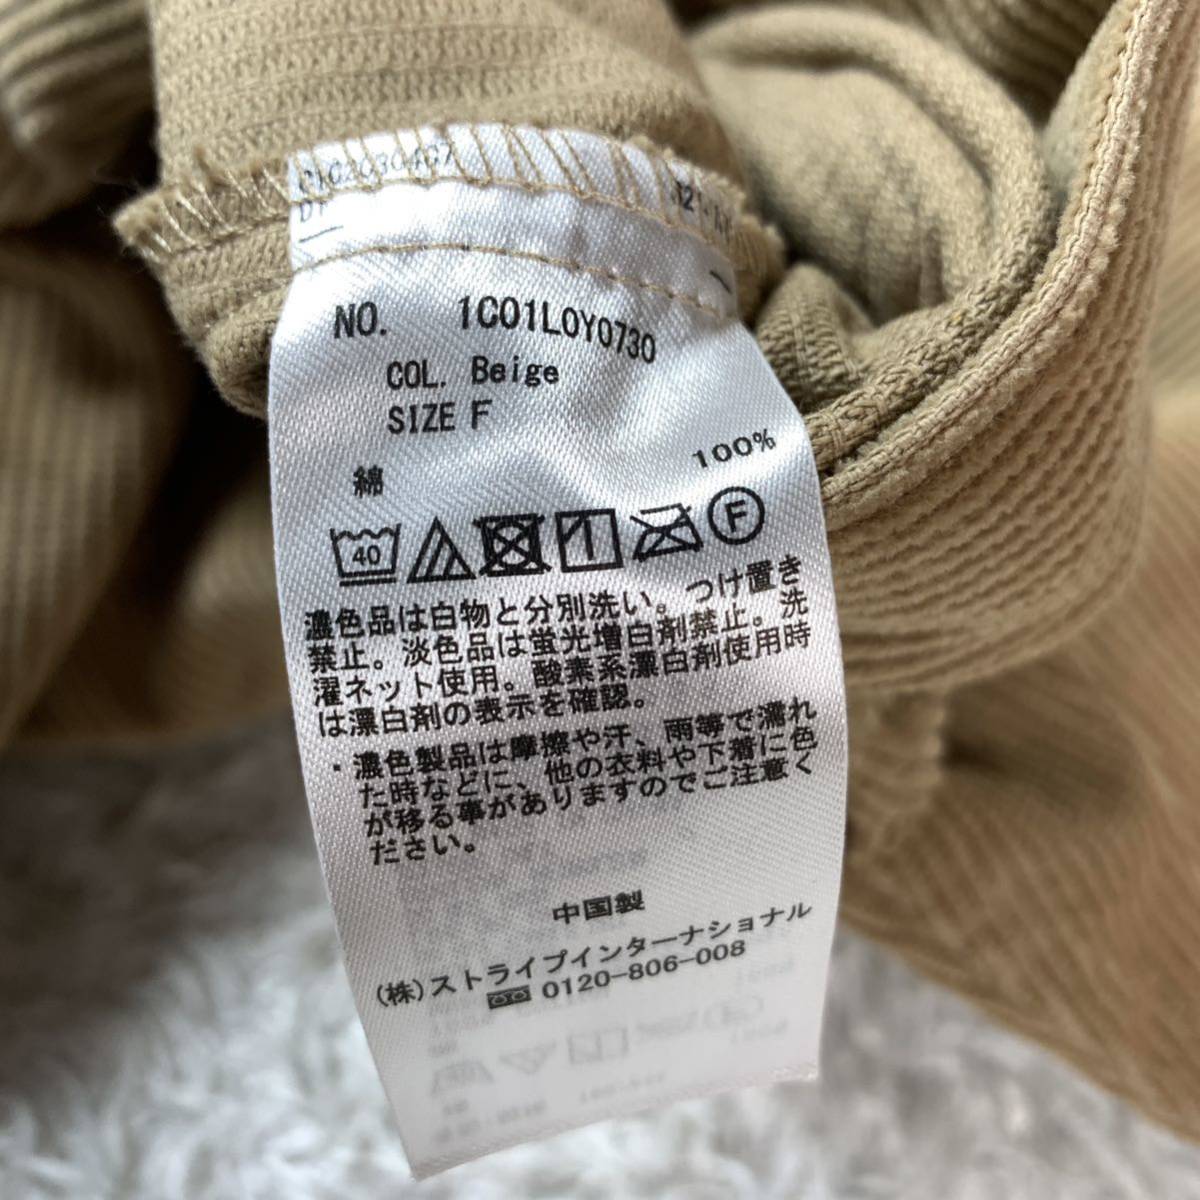 NO. 1C01L0Y0730
COL. Beige
SIZE F
綿 100%
40 F
濃色品は白物と分別洗い。つけ置き
禁止。淡色品は蛍光増白剤禁止。洗
濯ネット使用。酸素系漂白剤使用時
は漂白剤の表示を確認。
・濃色製品は摩擦や汗、雨等で濡れ
た時などに、他の衣料や下着に色
が移る事がありますのでご注意く
ださい。
中国製
(株)ストライプインターナショナル
0120-806-008